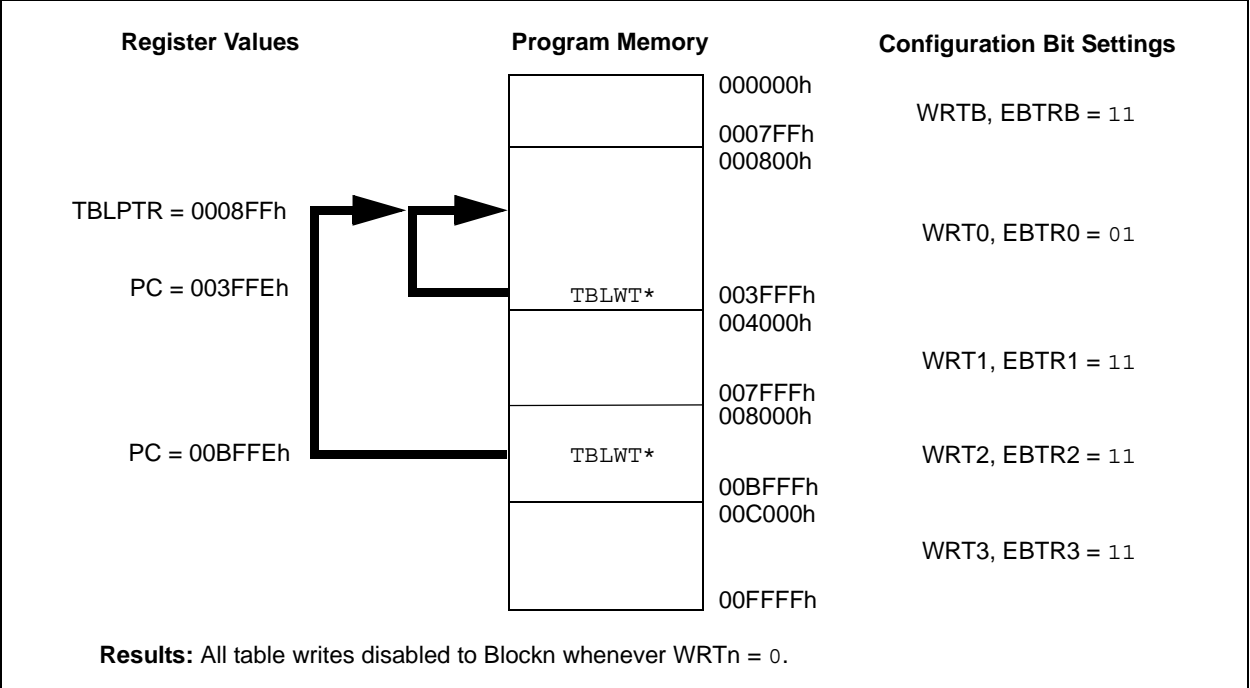 Register Values
Program Memory
Configuration Bit Settings
000000h
WRTB, EBTRB = 11
0007FFh
000800h
TBLPTR = 0008FFh
WRT0, EBTR0 = 01
PC = 003FFEh
TBLWT*
003FFFh
004000h
WRT1, EBTR1 = 11
007FFFh
008000h
PC = 00BFFEh
TBLWT*
WRT2, EBTR2 = 11
00BFFFh
00C000h
WRT3, EBTR3 = 11
00FFFFh
Results: All table writes disabled to Blockn whenever WRTn = 0.